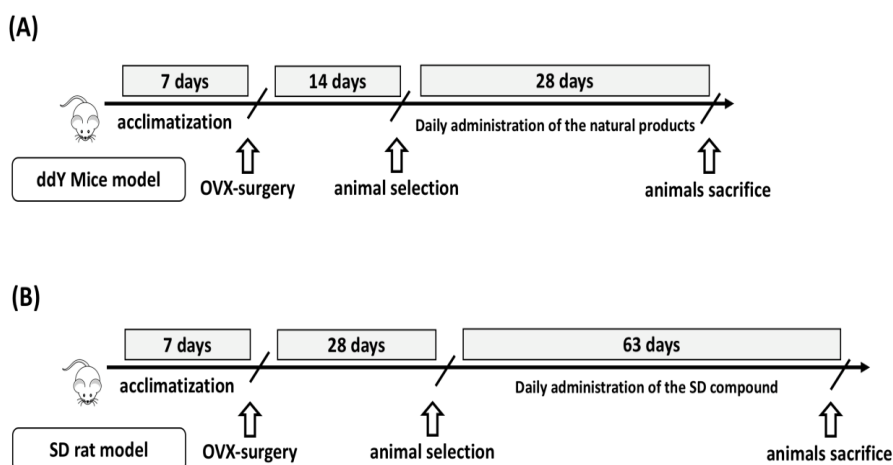 (A)
7 days
14 days
28 days
acclimatization
Daily administration of the natural products
ddY Mice model
OVX-surgery
animal selection
animals sacrifice
(B)
7 days
28 days
63 days
acclimatization
Daily administration of the SD compound
SD rat model
OVX-surgery
animal selection
animals sacrifice